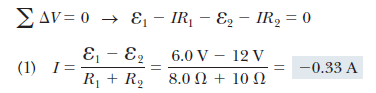 ∑ ΔV = 0 → ℰ₁ − IR₁ − ℰ₂ − IR₂ = 0
(1) I = (ℰ₁ − ℰ₂)/(R₁ + R₂) = (6.0 V − 12 V)/(8.0 Ω + 10 Ω) = −0.33 A